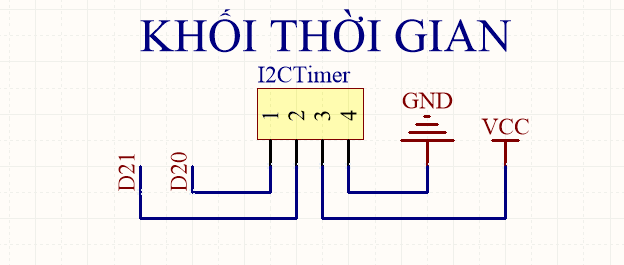 KHỐI THỜI GIAN
I2CTimer
1 2 3 4
GND
VCC
D21
D20